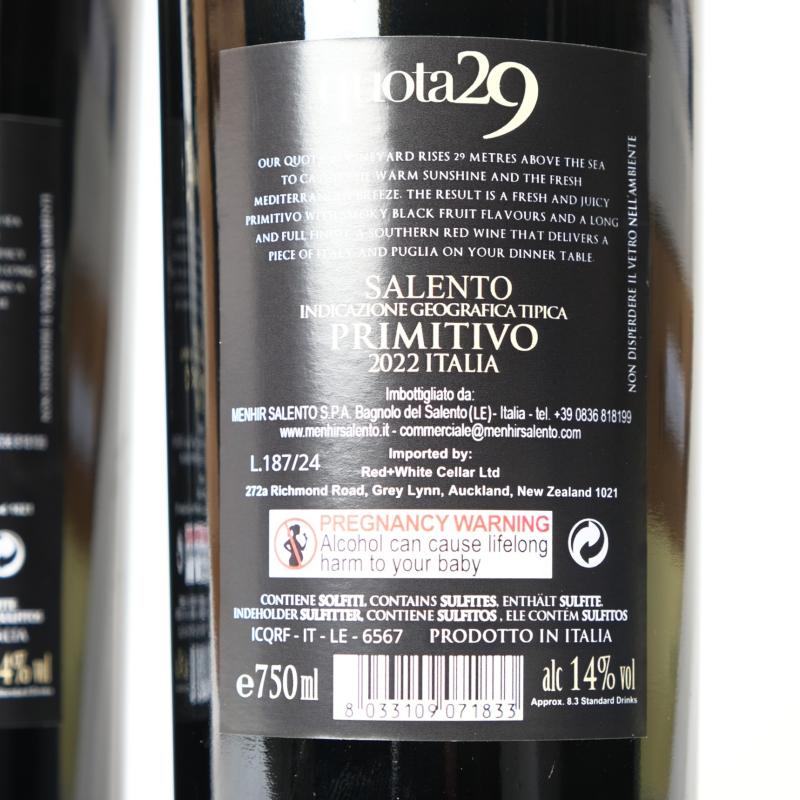 quota29
OUR QUOTA 29 VINEYARD RISES 29 METRES ABOVE THE SEA
TO CATCH THE WARM SUNSHINE AND THE FRESH
MEDITERRANEAN BREEZE. THE RESULT IS A FRESH AND JUICY
PRIMITIVO WITH SMOKY BLACK FRUIT FLAVOURS AND A LONG
AND FULL FINISH. A SOUTHERN RED WINE THAT DELIVERS A
PIECE OF ITALY AND PUGLIA ON YOUR DINNER TABLE.
NON DISPERDERE IL VETRO NELL'AMBIENTE
SALENTO
INDICAZIONE GEOGRAFICA TIPICA
PRIMITIVO
2022 ITALIA
Imbottigliato da:
MENHIR SALENTO S.P.A. Bagnolo del Salento(LE)- Italia - tel. +39 0836 818199
www.menhirsalento.it - commerciale@menhirsalento.com
Imported by:
L.187/24
Red+White Cellar Ltd
272a Richmond Road, Grey Lynn, Auckland, New Zealand 1021
PREGNANCY WARNING
Alcohol can cause lifelong
harm to your baby
CONTIENE SOLFITI, CONTAINS SULFITES, ENTHÄLT SULFITE.
INDEHOLDER SULFITTER, CONTIENE SULFITOS , ELE CONTÉM SULFITOS
ICQRF - IT - LE - 6567 PRODOTTO IN ITALIA
e750ml
alc 14% vol
Approx. 8.3 Standard Drinks
8 033109 071833